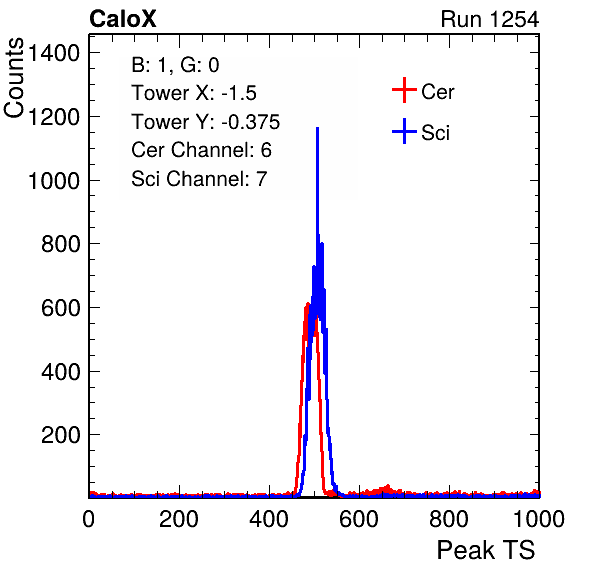 CaloX Run 1254
Counts
1400
1200
1000
800
600
400
200
B: 1, G: 0
Tower X: -1.5
Tower Y: -0.375
Cer Channel: 6
Sci Channel: 7
Cer
Sci
0 200 400 600 800 1000
Peak TS